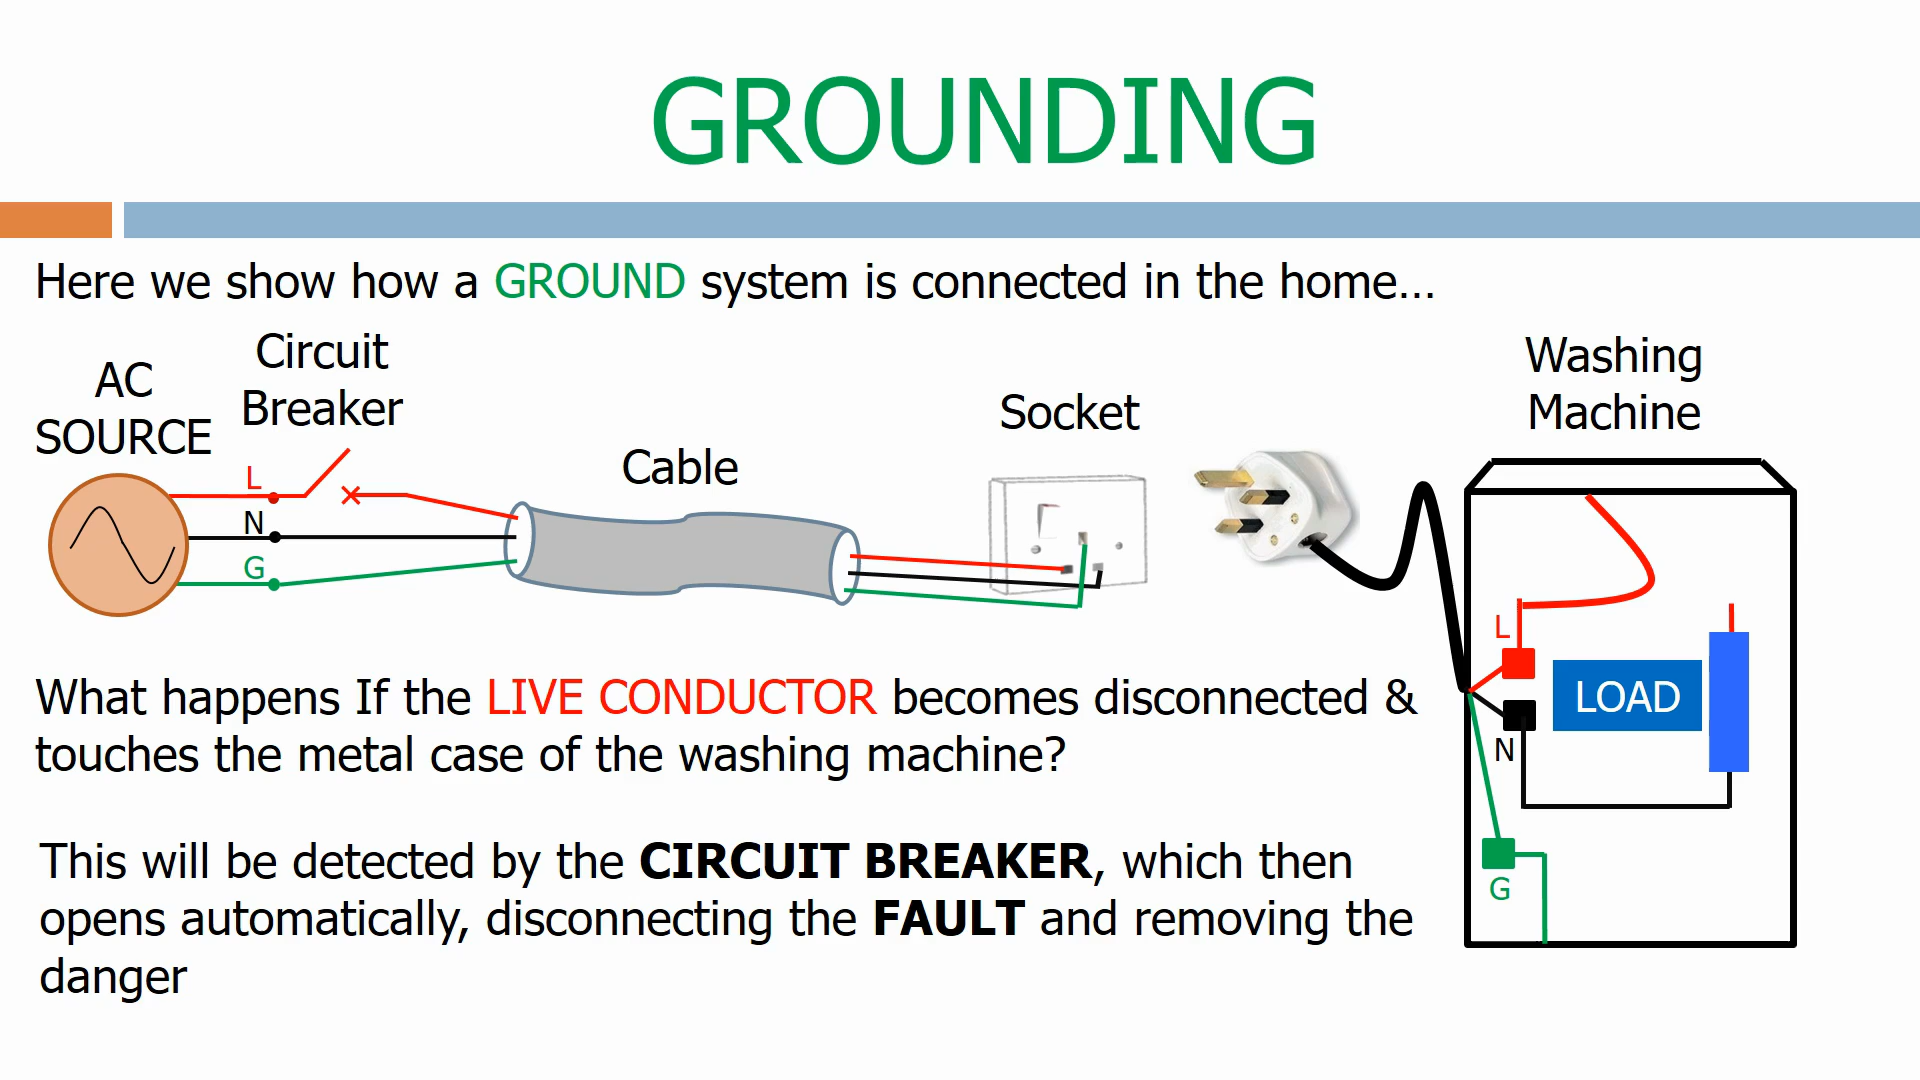 GROUNDING
Here we show how a GROUND system is connected in the home...
AC
SOURCE
Circuit
Breaker
Cable
Socket
Washing
Machine
L
N
G
L
LOAD
N
G
What happens If the LIVE CONDUCTOR becomes disconnected &
touches the metal case of the washing machine?
This will be detected by the CIRCUIT BREAKER, which then
opens automatically, disconnecting the FAULT and removing the
danger